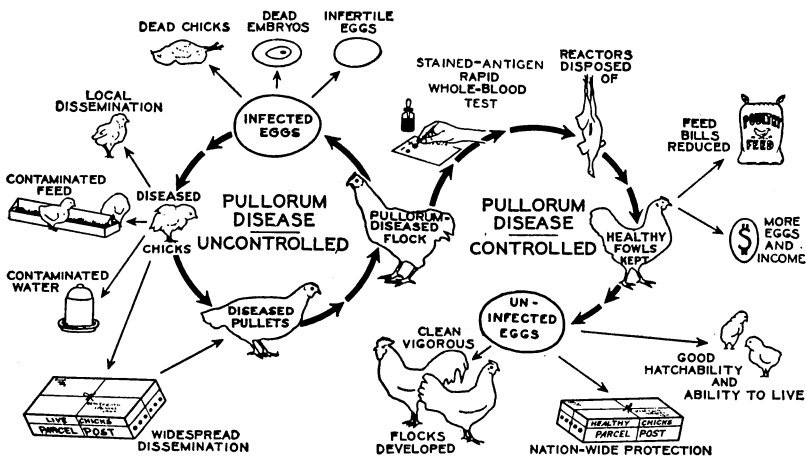 DEAD CHICKS
DEAD
EMBRYOS
INFERTILE
EGGS
STAINED-ANTIGEN
RAPID
WHOLE-BLOOD
TEST
REACTORS
DISPOSED
OF
LOCAL
DISSEMINATION
INFECTED
EGGS
FEED
BILLS
REDUCED
POULTRY
FEED
CONTAMINATED
FEED
DISEASED
CHICKS
PULLORUM
DISEASE
UNCONTROLLED
PULLORUM-
DISEASED
FLOCK
PULLORUM
DISEASE
CONTROLLED
HEALTHY
FOWLS
KEPT
$
MORE
EGGS
AND
INCOME
CONTAMINATED
WATER
DISEASED
PULLETS
UN-
INFECTED
EGGS
CLEAN
VIGOROUS
FLOCKS
DEVELOPED
GOOD
HATCHABILITY
AND
ABILITY TO LIVE
LIVE CHICKS
PARCEL POST
WIDESPREAD
DISSEMINATION
HEALTHY CHICKS
PARCEL POST
NATION-WIDE PROTECTION